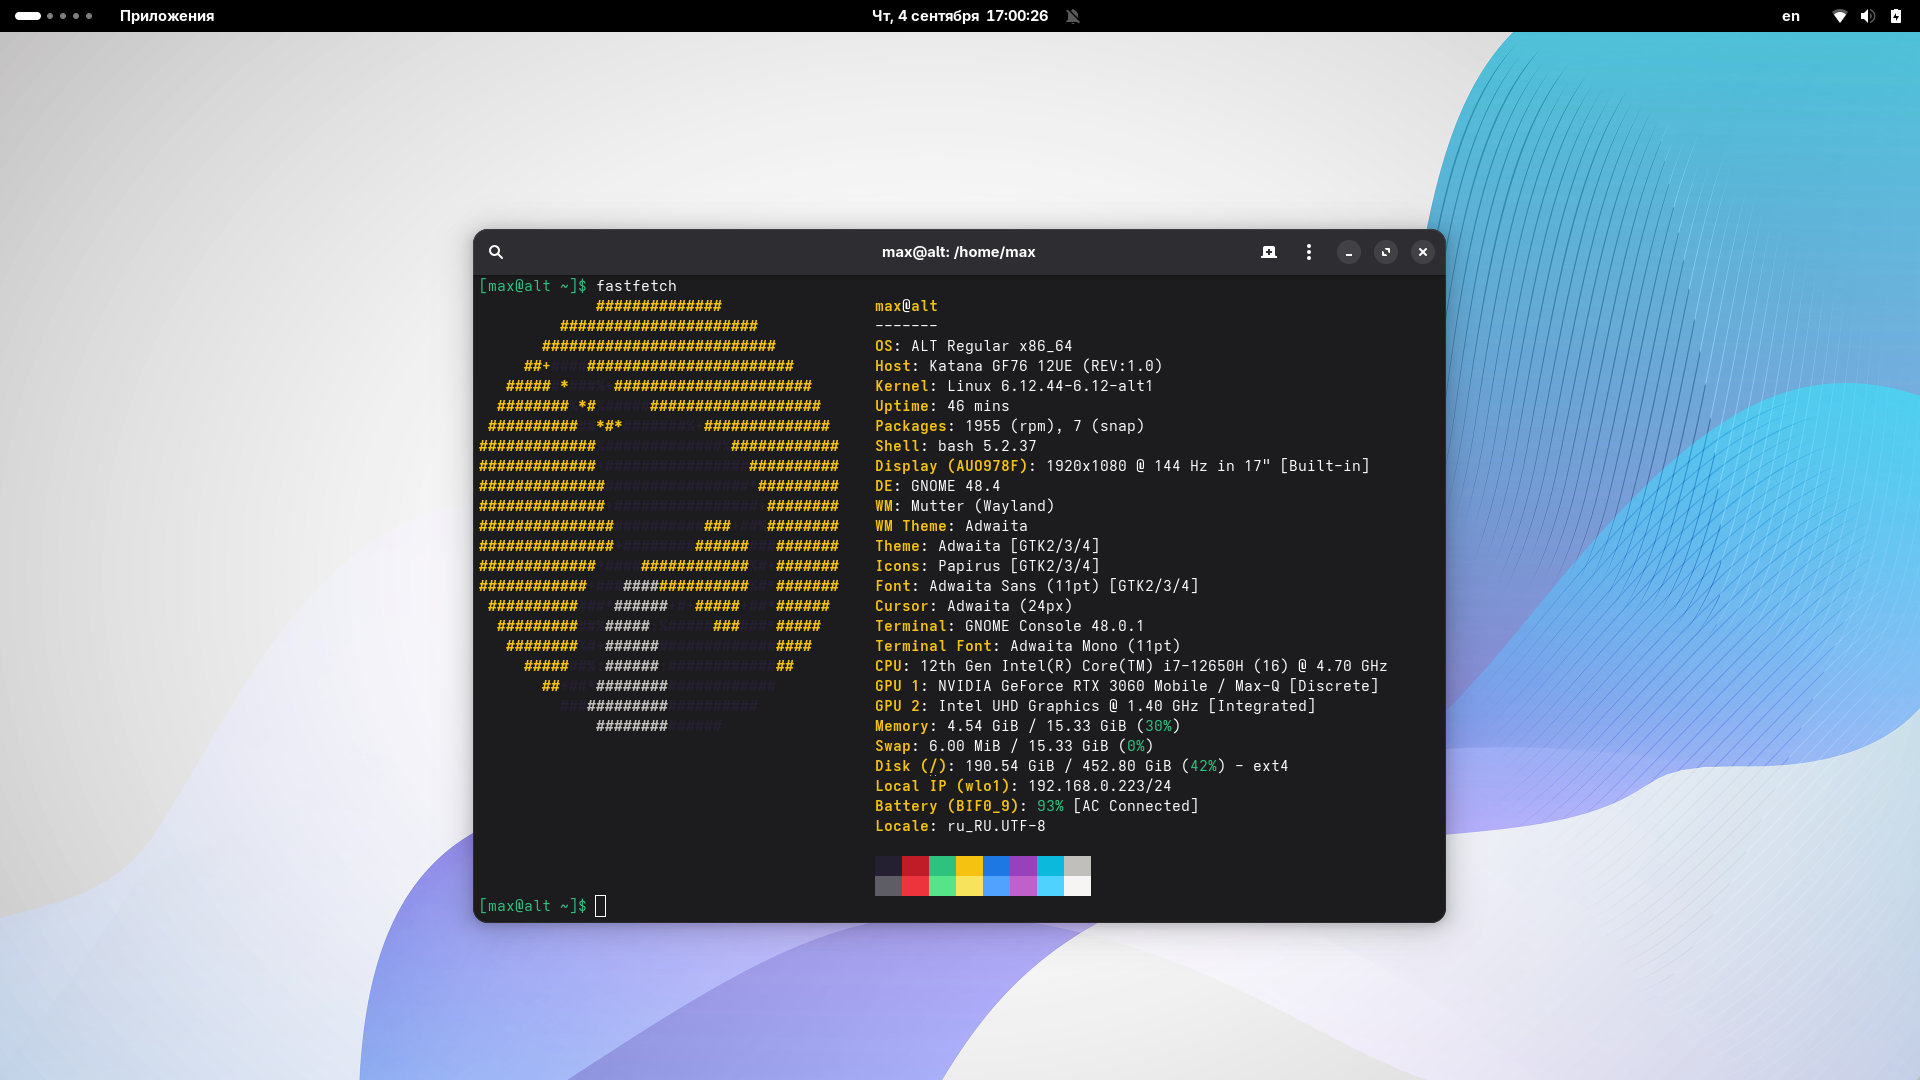 Приложения
Чт, 4 сентября 17:00:26
en
max@alt: /home/max
[max@alt ~]$ fastfetch
max@alt
-------
OS: ALT Regular x86_64
Host: Katana GF76 12UE (REV:1.0)
Kernel: Linux 6.12.44-6.12-alt1
Uptime: 46 mins
Packages: 1955 (rpm), 7 (snap)
Shell: bash 5.2.37
Display (AUO978F): 1920x1080 @ 144 Hz in 17" [Built-in]
DE: GNOME 48.4
WM: Mutter (Wayland)
WM Theme: Adwaita
Theme: Adwaita [GTK2/3/4]
Icons: Papirus [GTK2/3/4]
Font: Adwaita Sans (11pt) [GTK2/3/4]
Cursor: Adwaita (24px)
Terminal: GNOME Console 48.0.1
Terminal Font: Adwaita Mono (11pt)
CPU: 12th Gen Intel(R) Core(TM) i7-12650H (16) @ 4.70 GHz
GPU 1: NVIDIA GeForce RTX 3060 Mobile / Max-Q [Discrete]
GPU 2: Intel UHD Graphics @ 1.40 GHz [Integrated]
Memory: 4.54 GiB / 15.33 GiB (30%)
Swap: 6.00 MiB / 15.33 GiB (0%)
Disk (/): 190.54 GiB / 452.80 GiB (42%) - ext4
Local IP (wlo1): 192.168.0.223/24
Battery (BIF0_9): 93% [AC Connected]
Locale: ru_RU.UTF-8
[max@alt ~]$